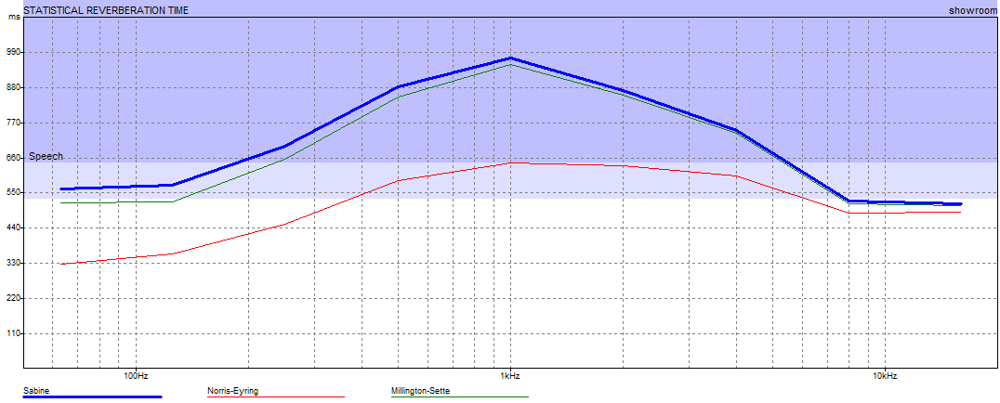 STATISTICAL REVERBERATION TIME
showroom
ms
990
880
770
660
Speech
550
440
330
220
110
100Hz
1kHz
10kHz
Sabine
Norris-Eyring
Millington-Sette